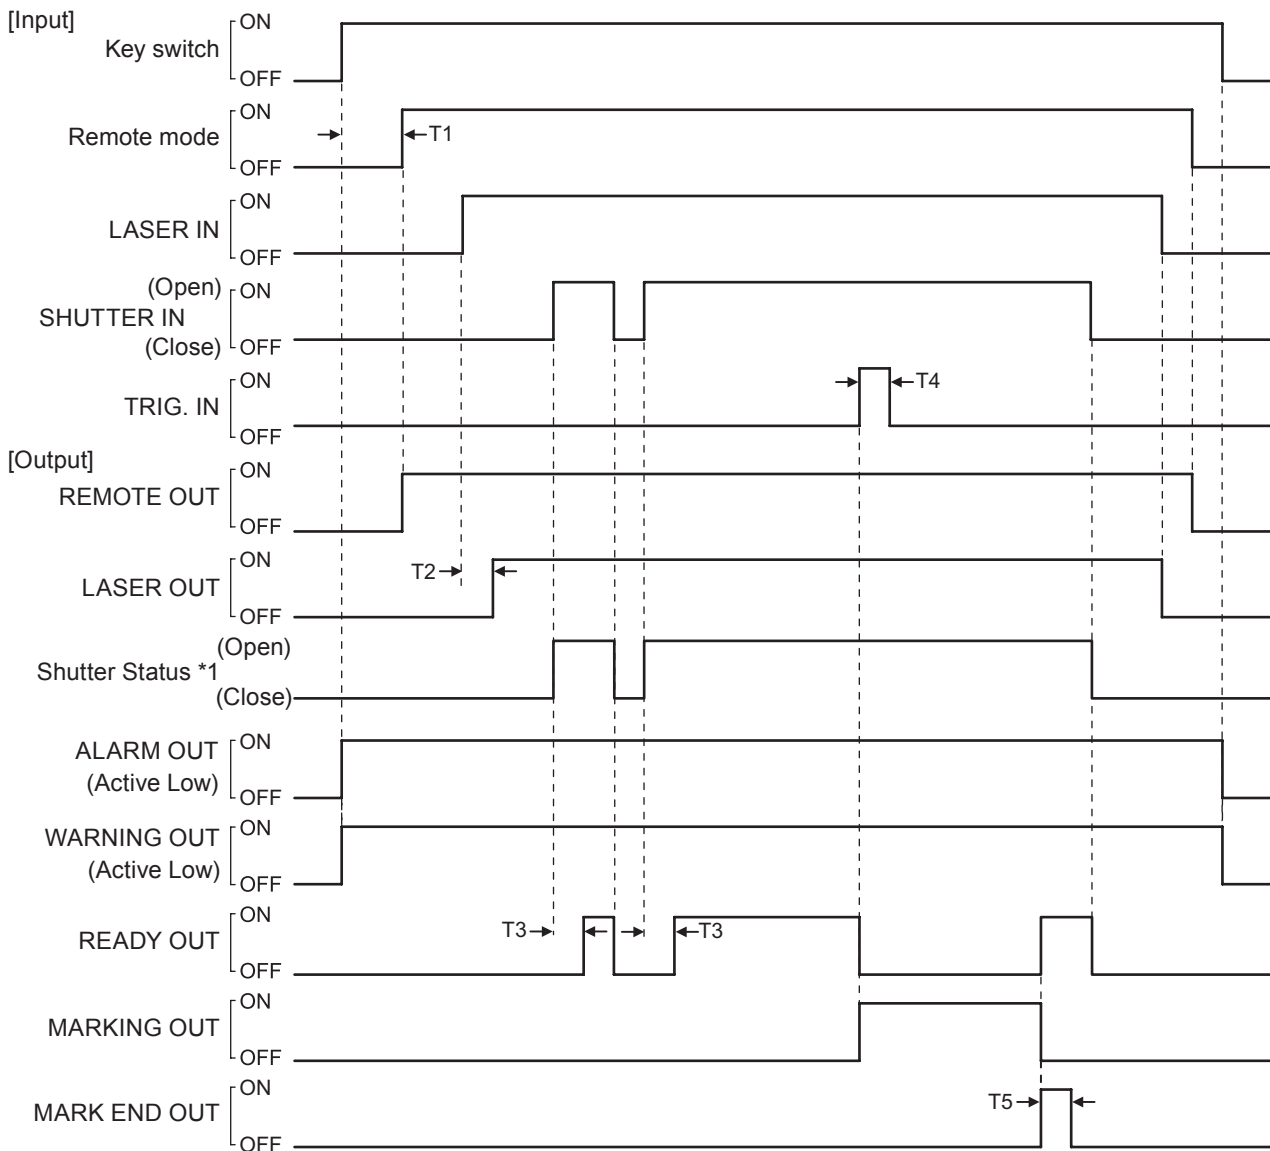 [Input]
Key switch
ON
OFF
Remote mode
ON
OFF
T1
LASER IN
ON
OFF
(Open)
SHUTTER IN
(Close)
ON
OFF
TRIG. IN
ON
OFF
T4
[Output]
REMOTE OUT
ON
OFF
LASER OUT
ON
OFF
T2
Shutter Status *1
(Open)
(Close)
ALARM OUT
(Active Low)
ON
OFF
WARNING OUT
(Active Low)
ON
OFF
READY OUT
ON
OFF
T3
T3
MARKING OUT
ON
OFF
MARK END OUT
ON
OFF
T5